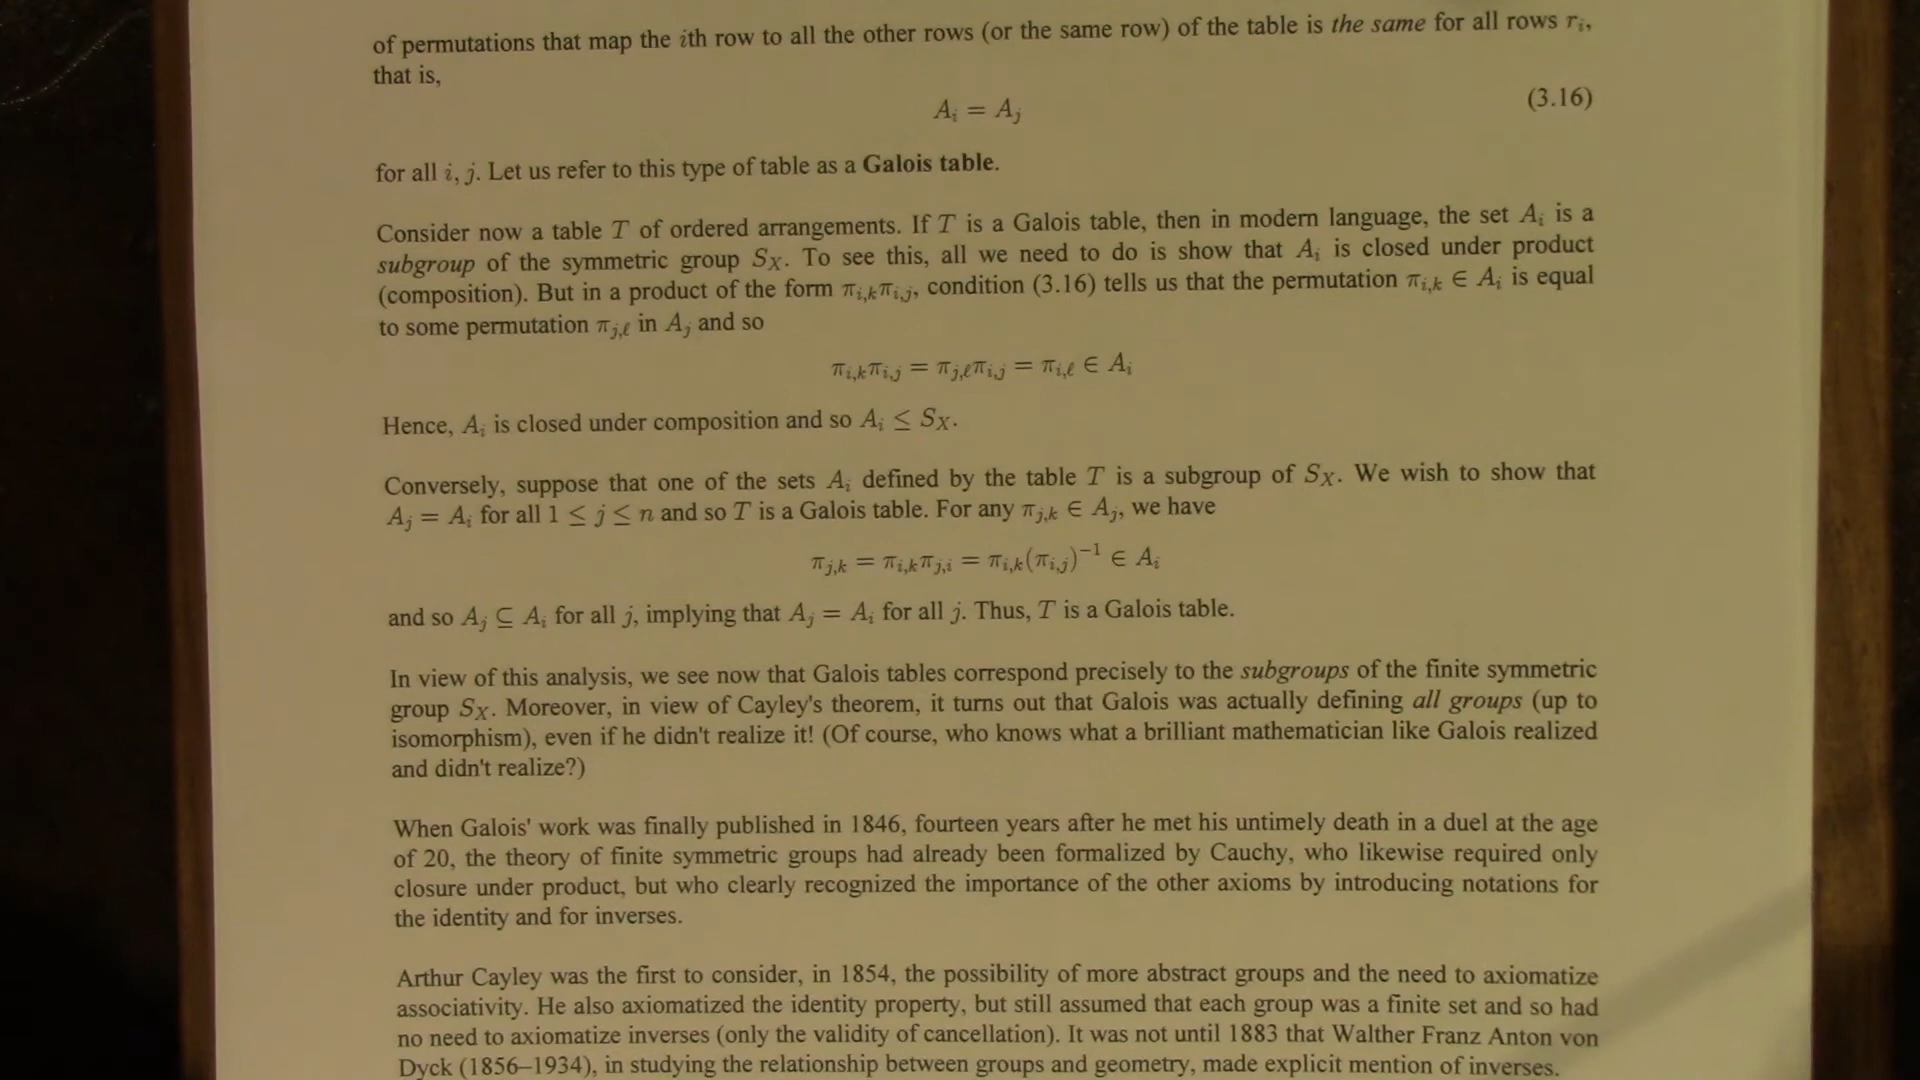 of permutations that map the ith row to all the other rows (or the same row) of the table is the same for all rows rᵢ,
that is,
Aᵢ = Aⱼ (3.16)
for all i, j. Let us refer to this type of table as a Galois table.
Consider now a table T of ordered arrangements. If T is a Galois table, then in modern language, the set Aᵢ is a
subgroup of the symmetric group S_X. To see this, all we need to do is show that Aᵢ is closed under product
(composition). But in a product of the form π_{i,k}π_{i,j}, condition (3.16) tells us that the permutation π_{i,k} ∈ Aᵢ is equal
to some permutation π_{j,ℓ} in Aⱼ and so
π_{i,k}π_{i,j} = π_{j,ℓ}π_{i,j} = π_{i,ℓ} ∈ Aᵢ
Hence, Aᵢ is closed under composition and so Aᵢ ≤ S_X.
Conversely, suppose that one of the sets Aᵢ defined by the table T is a subgroup of S_X. We wish to show that
Aⱼ = Aᵢ for all 1 ≤ j ≤ n and so T is a Galois table. For any π_{j,k} ∈ Aⱼ, we have
π_{j,k} = π_{i,k}π_{j,i} = π_{i,k}(π_{i,j})⁻¹ ∈ Aᵢ
and so Aⱼ ⊆ Aᵢ for all j, implying that Aⱼ = Aᵢ for all j. Thus, T is a Galois table.
In view of this analysis, we see now that Galois tables correspond precisely to the subgroups of the finite symmetric
group S_X. Moreover, in view of Cayley's theorem, it turns out that Galois was actually defining all groups (up to
isomorphism), even if he didn't realize it! (Of course, who knows what a brilliant mathematician like Galois realized
and didn't realize?)
When Galois' work was finally published in 1846, fourteen years after he met his untimely death in a duel at the age
of 20, the theory of finite symmetric groups had already been formalized by Cauchy, who likewise required only
closure under product, but who clearly recognized the importance of the other axioms by introducing notations for
the identity and for inverses.
Arthur Cayley was the first to consider, in 1854, the possibility of more abstract groups and the need to axiomatize
associativity. He also axiomatized the identity property, but still assumed that each group was a finite set and so had
no need to axiomatize inverses (only the validity of cancellation). It was not until 1883 that Walther Franz Anton von
Dyck (1856–1934), in studying the relationship between groups and geometry, made explicit mention of inverses.